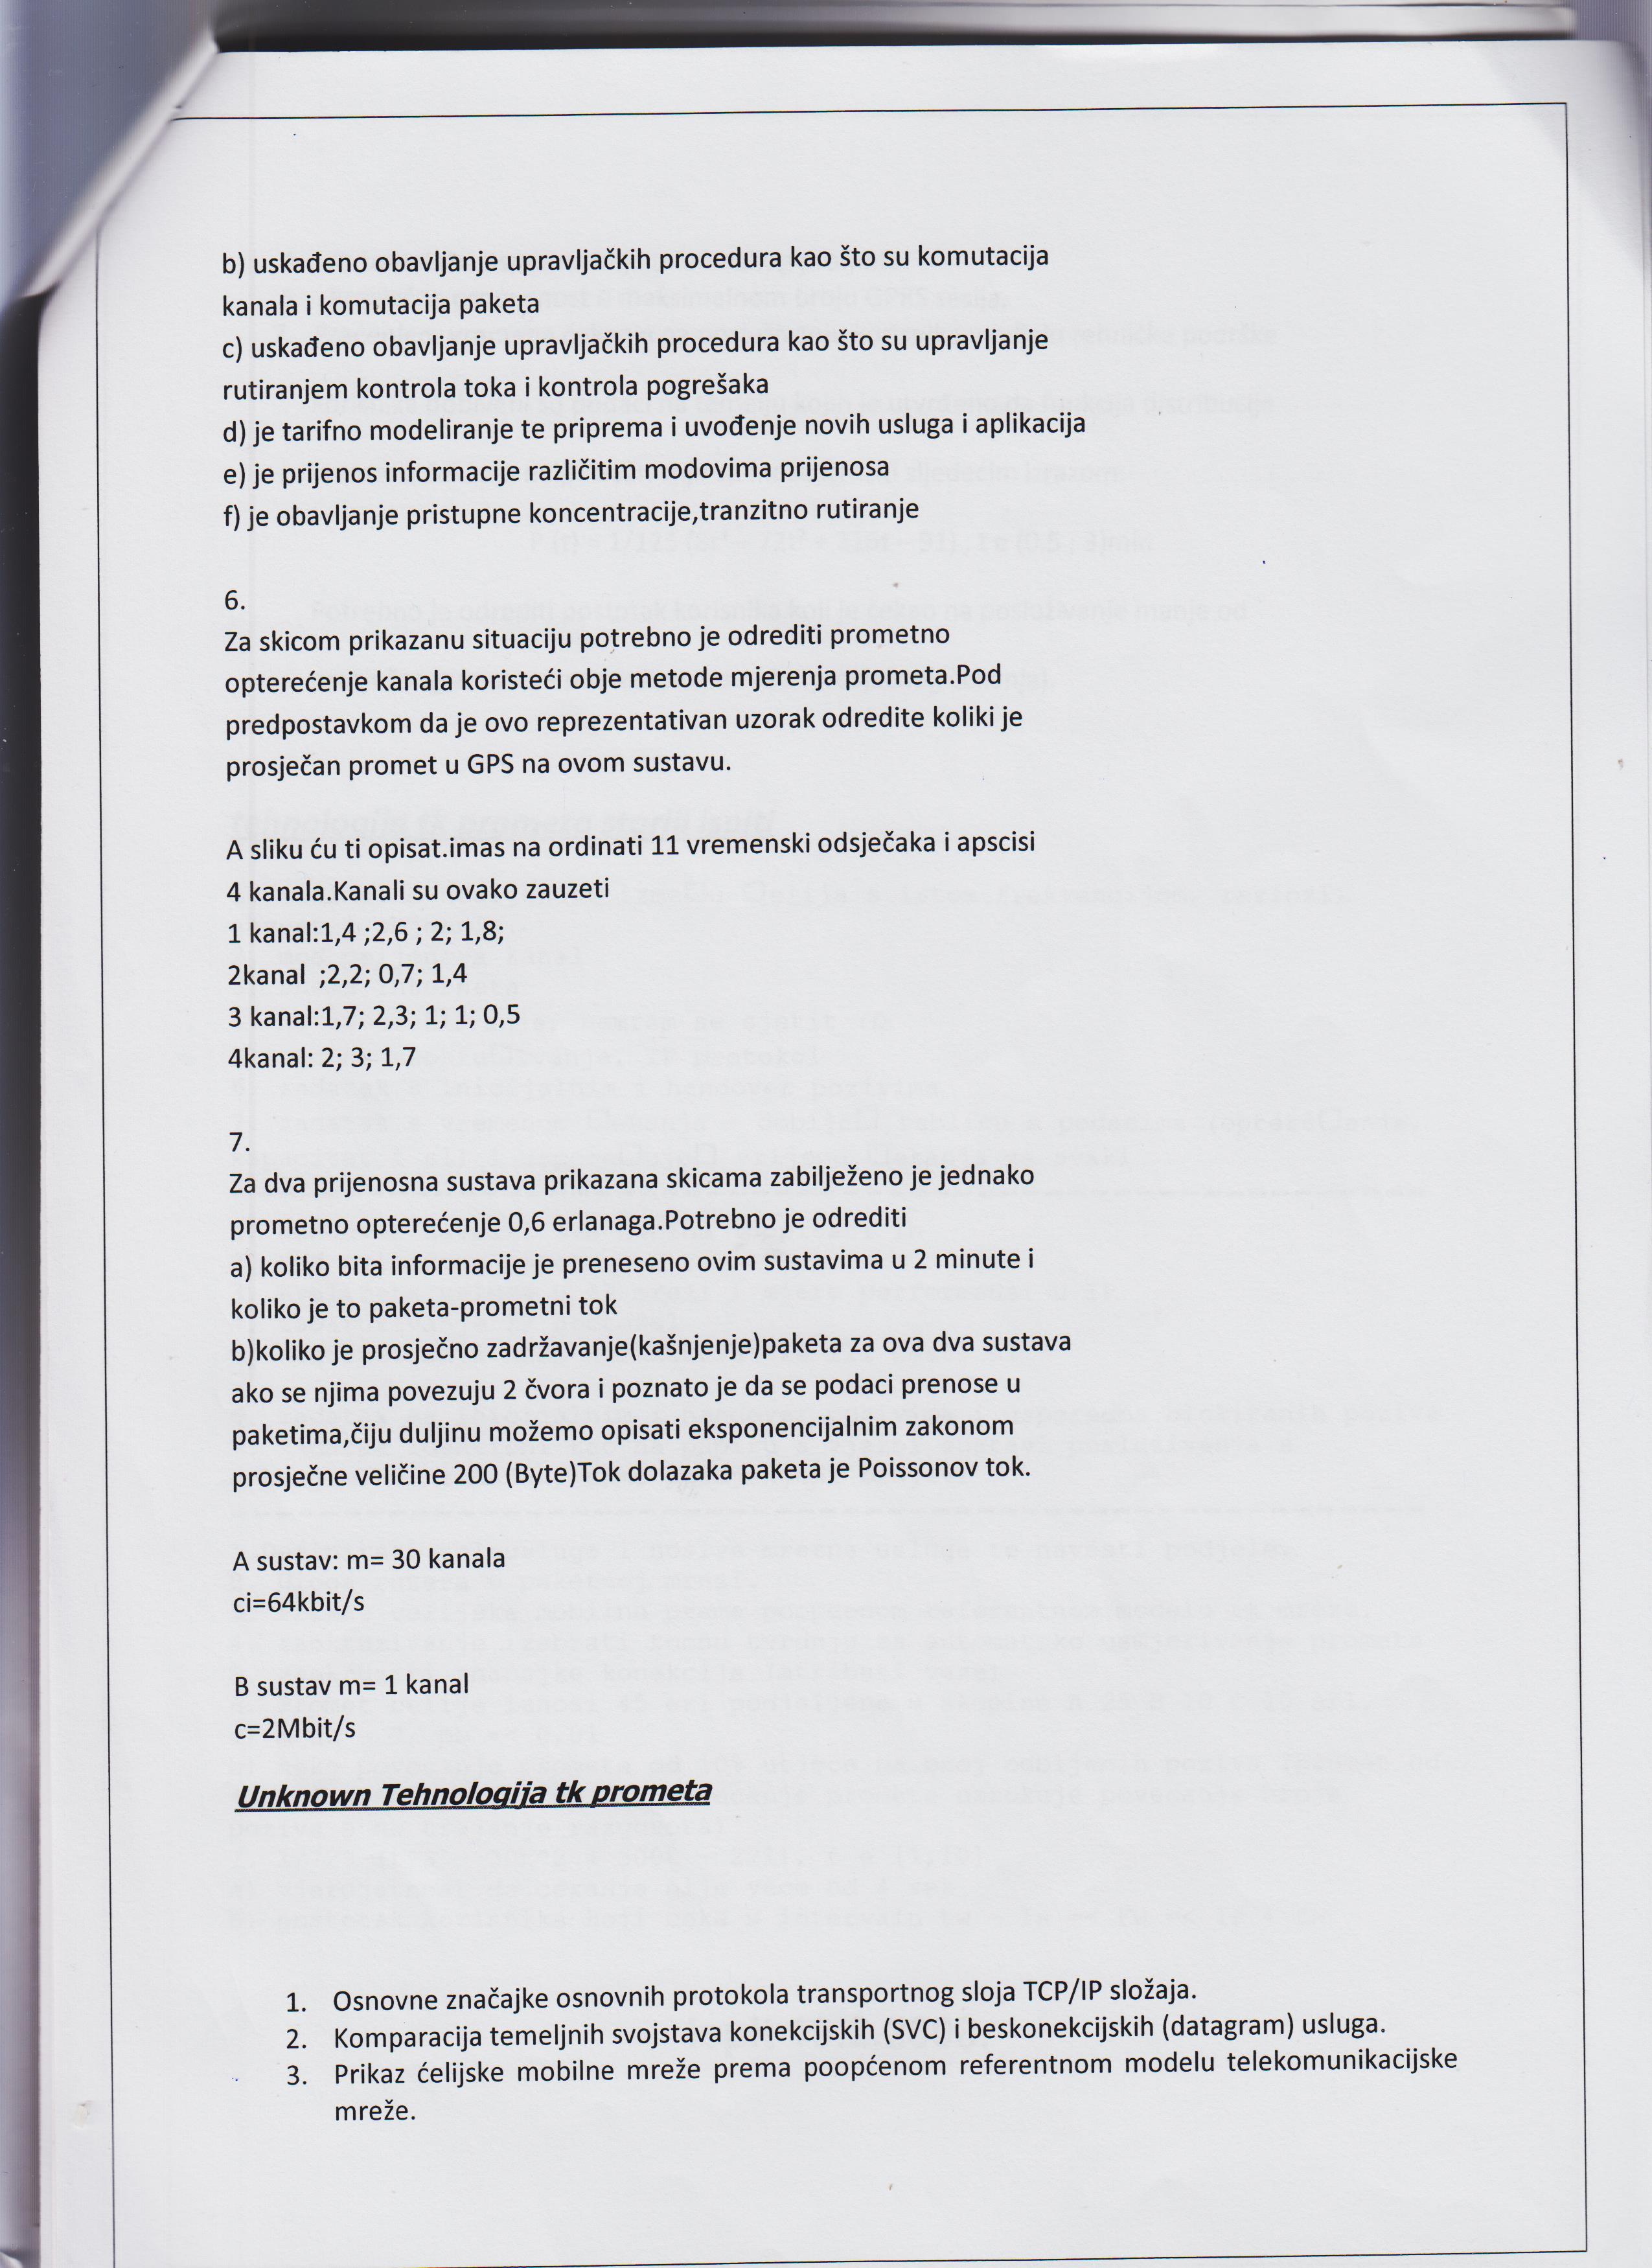 b) uskađeno obavljanje upravljačkih procedura kao što su komutacija
kanala i komutacija paketa
c) uskađeno obavljanje upravljačkih procedura kao što su upravljanje
rutiranjem kontrola toka i kontrola pogrešaka
d) je tarifno modeliranje te priprema i uvođenje novih usluga i aplikacija
e) je prijenos informacije različitim modovima prijenosa
f) je obavljanje pristupne koncentracije,tranzitno rutiranje
6.
Za skicom prikazanu situaciju potrebno je odrediti prometno
opterećenje kanala koristeći obje metode mjerenja prometa.Pod
predpostavkom da je ovo reprezentativan uzorak odredite koliki je
prosječan promet u GPS na ovom sustavu.
A sliku ću ti opisat.imas na ordinati 11 vremenski odsječaka i apscisi
4 kanala.Kanali su ovako zauzeti
1 kanal:1,4 ;2,6 ; 2; 1,8;
2kanal ;2,2; 0,7; 1,4
3 kanal:1,7; 2,3; 1; 1; 0,5
4kanal: 2; 3; 1,7
7.
Za dva prijenosna sustava prikazana skicama zabilježeno je jednako
prometno opterećenje 0,6 erlanaga.Potrebno je odrediti
a) koliko bita informacije je preneseno ovim sustavima u 2 minute i
koliko je to paketa-prometni tok
b)koliko je prosječno zadržavanje(kašnjenje)paketa za ova dva sustava
ako se njima povezuju 2 čvora i poznato je da se podaci prenose u
paketima,čiju duljinu možemo opisati eksponencijalnim zakonom
prosječne veličine 200 (Byte)Tok dolazaka paketa je Poissonov tok.
A sustav: m= 30 kanala
ci=64kbit/s
B sustav m= 1 kanal
c=2Mbit/s
Unknown Tehnologija tk prometa
1. Osnovne značajke osnovnih protokola transportnog sloja TCP/IP složaja.
2. Komparacija temeljnih svojstava konekcijskih (SVC) i beskonekcijskih (datagram) usluga.
3. Prikaz ćelijske mobilne mreže prema poopćenom referentnom modelu telekomunikacijske
mreže.